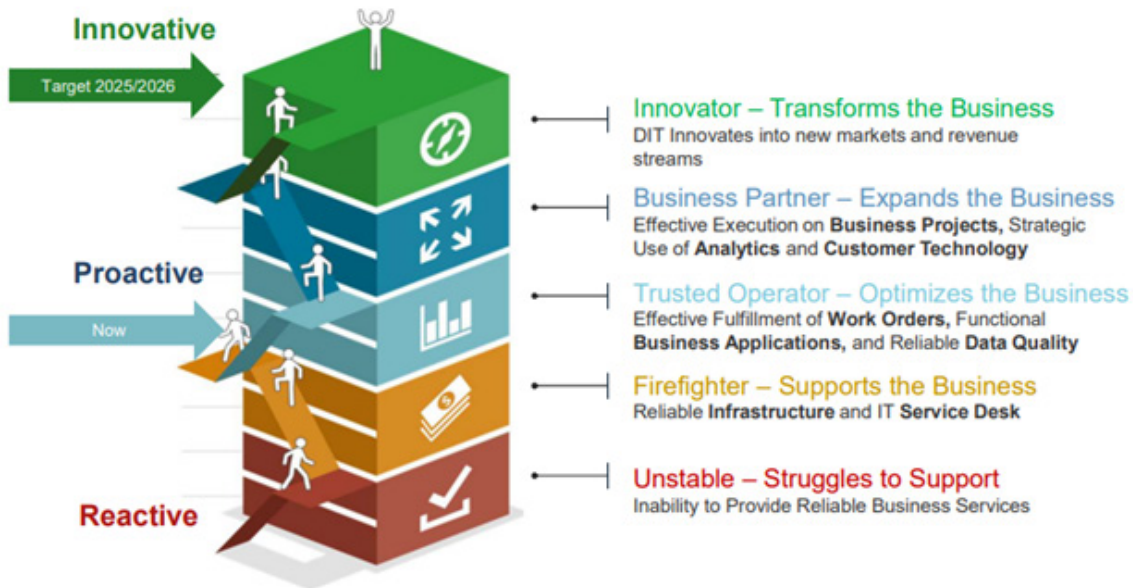 Innovative
Target 2025/2026
Innovator – Transforms the Business
DIT Innovates into new markets and revenue
streams
Business Partner – Expands the Business
Effective Execution on Business Projects, Strategic
Use of Analytics and Customer Technology
Proactive
Now
Trusted Operator – Optimizes the Business
Effective Fulfillment of Work Orders, Functional
Business Applications, and Reliable Data Quality
Firefighter – Supports the Business
Reliable Infrastructure and IT Service Desk
Reactive
Unstable – Struggles to Support
Inability to Provide Reliable Business Services